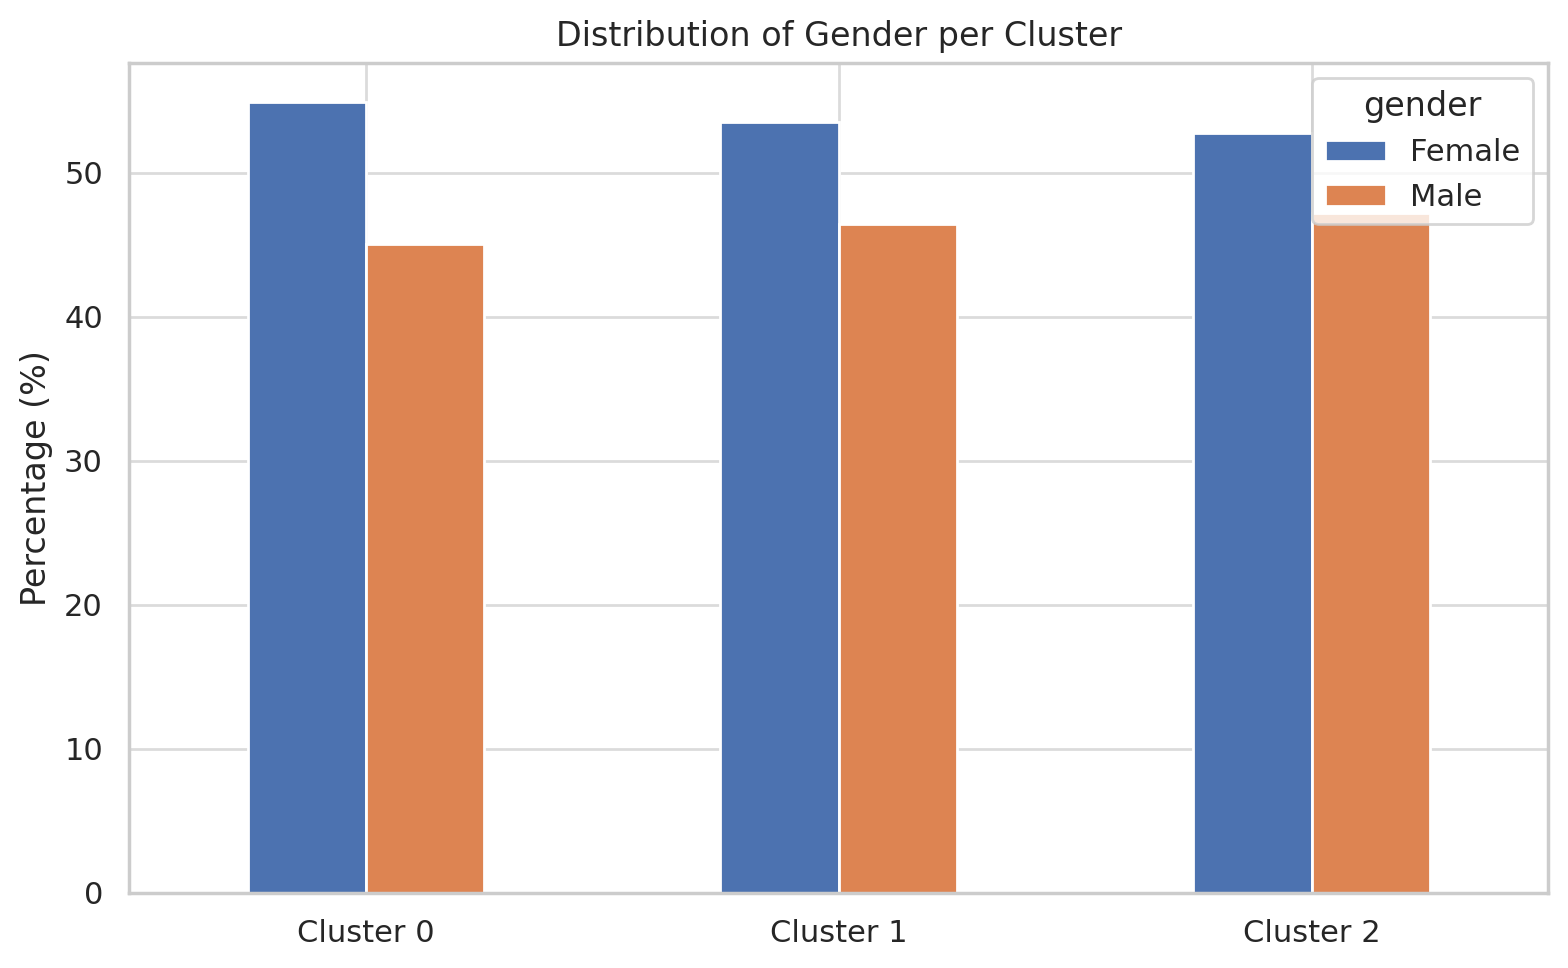 Distribution of Gender per Cluster
gender
Female
Male
Percentage (%)
50
40
30
20
10
0
Cluster 0
Cluster 1
Cluster 2